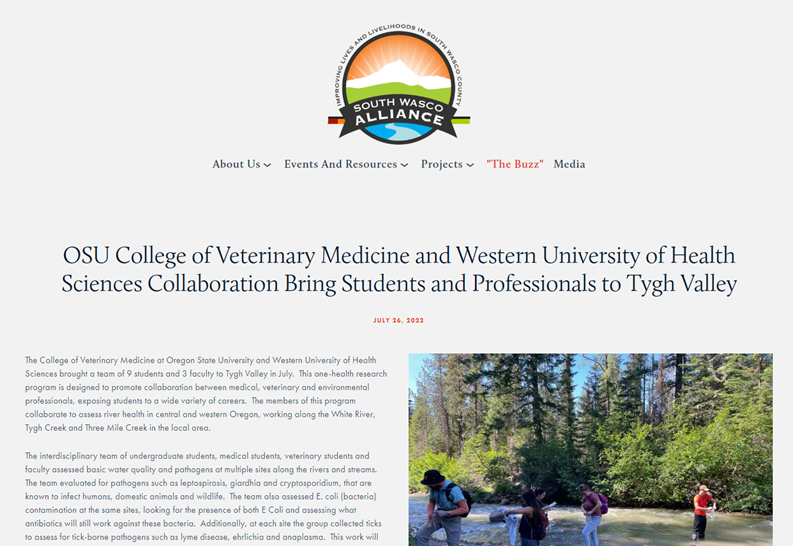 IMPROVING LIVES AND LIVELIHOODS IN SOUTH WASCO COUNTY
SOUTH WASCO
ALLIANCE
About Us Events And Resources Projects "The Buzz" Media
OSU College of Veterinary Medicine and Western University of Health
Sciences Collaboration Bring Students and Professionals to Tygh Valley
JULY 26, 2022
The College of Veterinary Medicine at Oregon State University and Western University of Health
Sciences brought a team of 9 students and 3 faculty to Tygh Valley in July. This one-health research
program is designed to promote collaboration between medical, veterinary and environmental
professionals, exposing students to a wide variety of careers. The members of this program
collaborate to assess river health in central and western Oregon, working along the White River,
Tygh Creek and Three Mile Creek in the local area.
The interdisciplinary team of undergraduate students, medical students, veterinary students and
faculty assessed basic water quality and pathogens at multiple sites along the rivers and streams.
The team evaluated for pathogens such as leptospirosis, giardhia and cryptosporidium, that are
known to infect humans, domestic animals and wildlife. The team also assessed E. coli (bacteria)
contamination at the same sites, looking for the presence of both E Coli and assessing what
antibiotics will still work against these bacteria. Additionally, at each site the group collected ticks
to assess for tick-borne pathogens such as lyme disease, ehrlichia and anaplasma. This work will